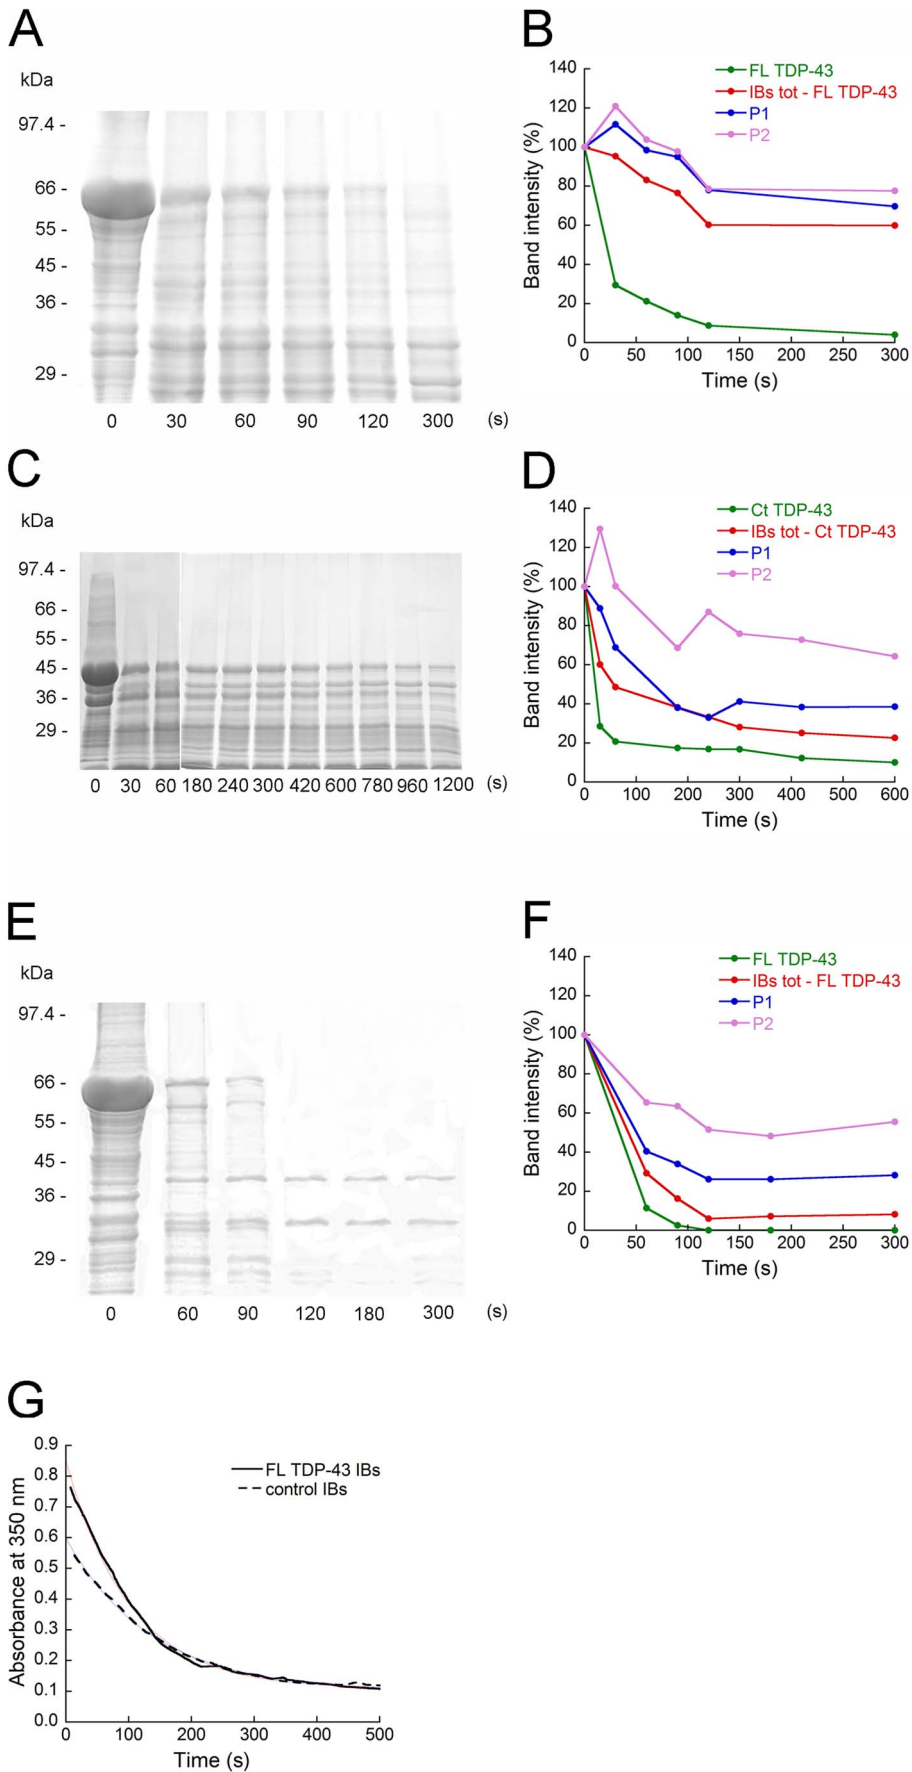 A
kDa
97.4 -
66 -
55 -
45 -
36 -
29 -
0 30 60 90 120 300 (s)
B
Band intensity (%)
140
120
100
80
60
40
20
0
FL TDP-43
IBs tot - FL TDP-43
P1
P2
0 50 100 150 200 250 300
Time (s)
C
kDa
97.4 -
66 -
55 -
45 -
36 -
29 -
0 30 60 180 240 300 420 600 780 960 1200 (s)
D
Band intensity (%)
140
120
100
80
60
40
20
0
Ct TDP-43
IBs tot - Ct TDP-43
P1
P2
0 100 200 300 400 500 600
Time (s)
E
kDa
97.4 -
66 -
55 -
45 -
36 -
29 -
0 60 90 120 180 300 (s)
F
Band intensity (%)
140
120
100
80
60
40
20
0
FL TDP-43
IBs tot - FL TDP-43
P1
P2
0 50 100 150 200 250 300
Time (s)
G
Absorbance at 350 nm
0.9
0.8
0.7
0.6
0.5
0.4
0.3
0.2
0.1
0.0
FL TDP-43 IBs
control IBs
0 100 200 300 400 500
Time (s)